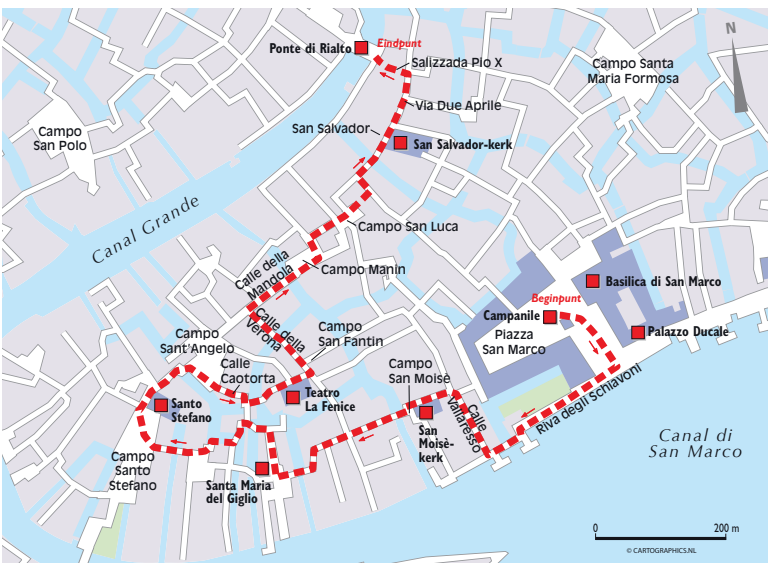 Ponte di Rialto
Eindpunt
Salizzada Pio X
Campo Santa
Maria Formosa
N
Via Due Aprile
Campo
San Polo
San Salvador
San Salvador-kerk
Canal Grande
Campo San Luca
Calle della
Mandola
Campo Manin
Basilica di San Marco
Beginpunt
Campanile
Piazza
San Marco
Palazzo Ducale
Calle della
Verona
Campo
San Fantin
Campo
Sant'Angelo
Calle
Caotorta
Campo
San Moisè
Teatro
La Fenice
Santo
Stefano
San
Moisè-
kerk
Calle
Vallaresso
Riva degli Schiavoni
Canal di
San Marco
Campo
Santo
Stefano
Santa Maria
del Giglio
0
200 m
© CARTOGRAPHICS.NL